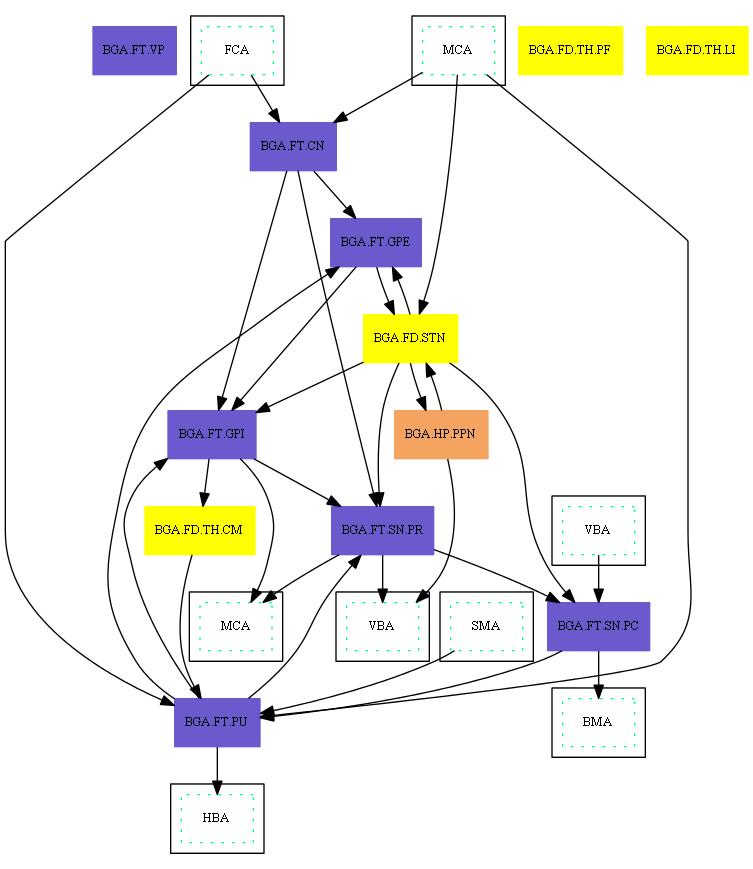 BGA.FT.VP
FCA
MCA
BGA.FD.TH.PF
BGA.FD.TH.LI
BGA.FT.CN
BGA.FT.GPE
BGA.FD.STN
BGA.FT.GPI
BGA.HP.PPN
BGA.FD.TH.CM
BGA.FT.SN.PR
VBA
MCA
VBA
SMA
BGA.FT.SN.PC
BGA.FT.PU
BMA
HBA